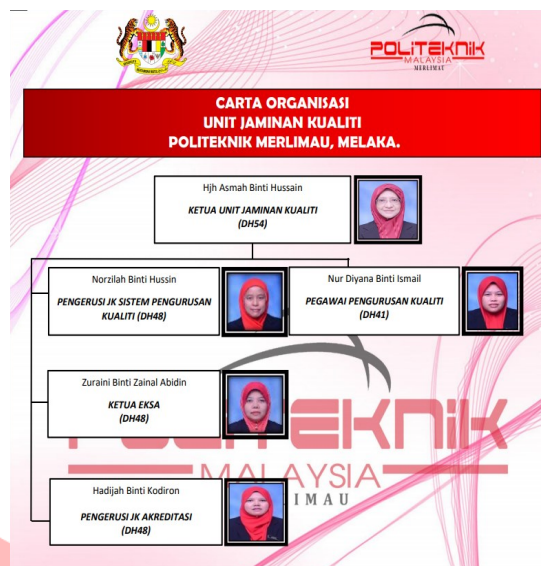 POLITEKNIK
MALAYSIA
MERLIMAU
CARTA ORGANISASI
UNIT JAMINAN KUALITI
POLITEKNIK MERLIMAU, MELAKA.
Hjh Asmah Binti Hussain
KETUA UNIT JAMINAN KUALITI
(DH54)
Norzilah Binti Hussin
PENGERUSI JK SISTEM PENGURUSAN
KUALITI (DH48)
Nur Diyana Binti Ismail
PEGAWAI PENGURUSAN KUALITI
(DH41)
Zuraini Binti Zainal Abidin
KETUA EKSA
(DH48)
Hadijah Binti Kodiron
PENGERUSI JK AKREDITASI
(DH48)